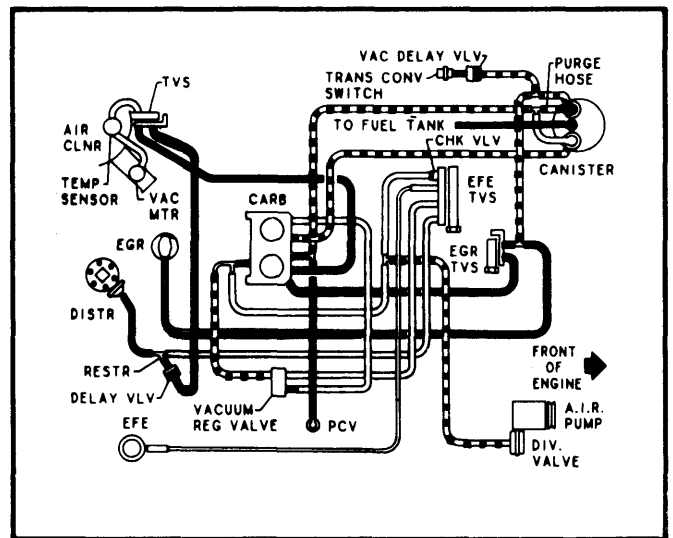 VAC DELAY VLV
TRANS CONV
SWITCH
PURGE
HOSE
TVS
TO FUEL TANK
AIR
CLNR
CHK VLV
CANISTER
TEMP
SENSOR
VAC
MTR
CARB
EFE
TVS
EGR
EGR
TVS
DISTR
RESTR
FRONT
OF
ENGINE
DELAY VLV
VACUUM
REG VALVE
A.I.R.
PUMP
EFE
PCV
DIV.
VALVE